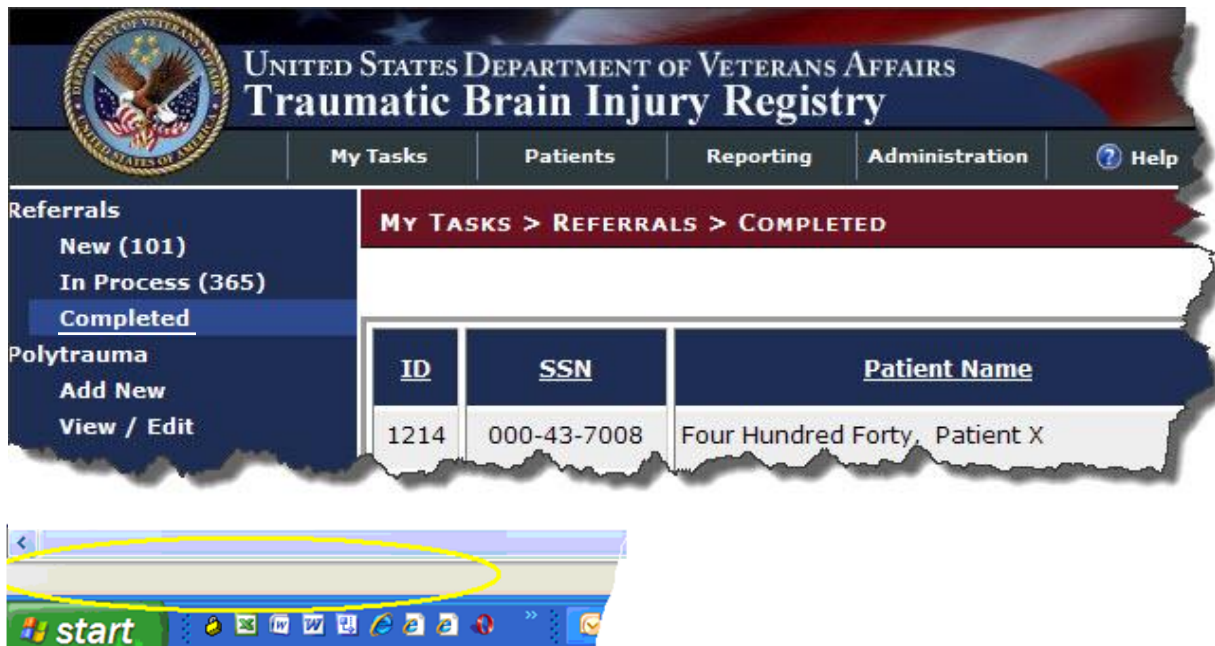 UNITED STATES DEPARTMENT OF VETERANS AFFAIRS
Traumatic Brain Injury Registry
My Tasks Patients Reporting Administration ? Help
Referrals
New (101)
In Process (365)
Completed
Polytrauma
Add New
View / Edit
MY TASKS > REFERRALS > COMPLETED
ID SSN Patient Name
1214 000-43-7008 Four Hundred Forty, Patient X
start